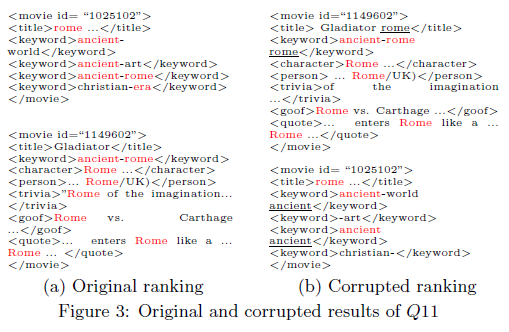 <movie id= “1025102”>
<title>rome ...</title>
<keyword>ancient-
world</keyword>
<keyword>ancient-art</keyword>
<keyword>ancient-rome</keyword>
<keyword>christian-era</keyword>
</movie>
<movie id=“1149602”>
<title>Gladiator</title>
<keyword>ancient-rome</keyword>
<character>Rome ...</character>
<person>... Rome/UK)</person>
<trivia>”Rome of the imagination...
</trivia>
<goof>Rome vs. Carthage
...</goof>
<quote>... enters Rome like a ...
Rome ... </quote>
</movie>
(a) Original ranking
<movie id=“1149602”>
<title> Gladiator rome</title>
<keyword>ancient-rome
rome</keyword>
<character>Rome ...</character>
<person> ... Rome/UK)</person>
<trivia>of the imagination
...</trivia>
<goof>Rome vs. Carthage ...</goof>
<quote>... enters Rome like a ...
Rome ...</quote>
</movie>
<movie id= “1025102”>
<title>rome ...</title>
<keyword>ancient-world
ancient</keyword>
<keyword>-art</keyword>
<keyword>ancient
ancient</keyword>
<keyword>christian-</keyword>
</movie>
(b) Corrupted ranking
Figure 3: Original and corrupted results of Q11